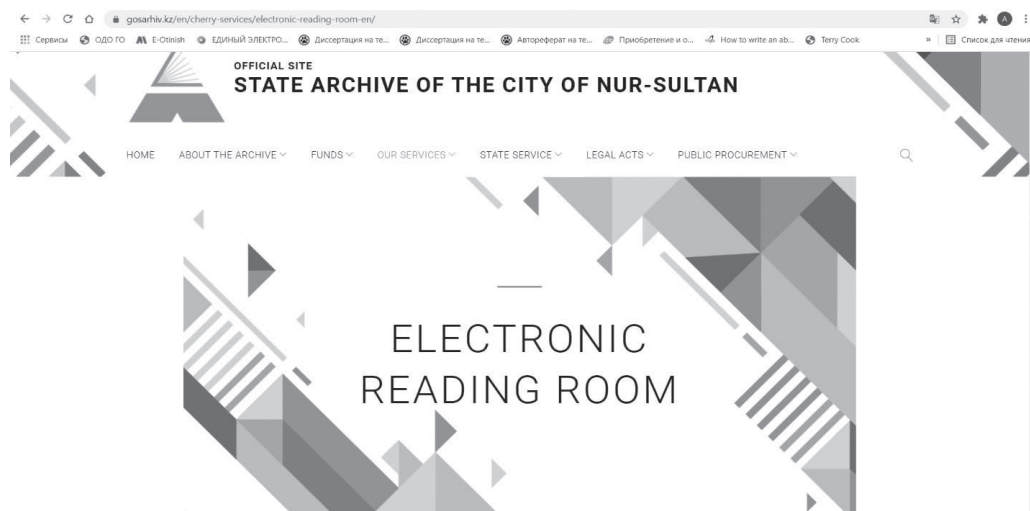 gosarhiv.kz/en/cherry-services/electronic-reading-room-en/
A
Сервисы ОДО ГО E-Otinish ЕДИНЫЙ ЭЛЕКТРО... Диссертация на те... Диссертация на те... Автореферат на те... Приобретение и о... How to write an ab... Terry Cook » Список для чтения
OFFICIAL SITE
STATE ARCHIVE OF THE CITY OF NUR-SULTAN
HOME ABOUT THE ARCHIVE FUNDS OUR SERVICES STATE SERVICE LEGAL ACTS PUBLIC PROCUREMENT
ELECTRONIC
READING ROOM